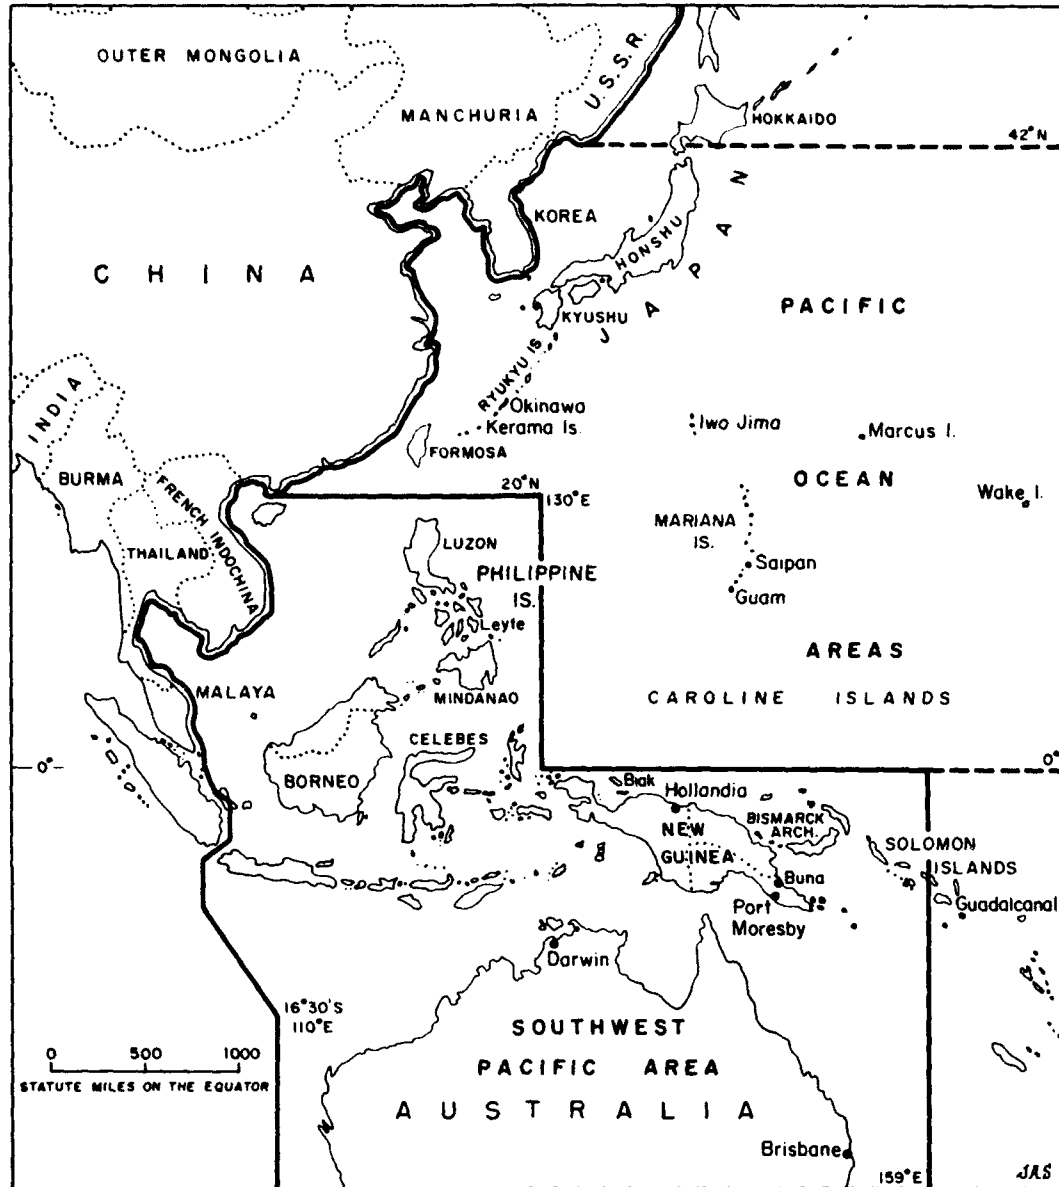 OUTER MONGOLIA
U.S.S.R.
MANCHURIA
HOKKAIDO
42°N
KOREA
JAPAN
HONSHU
CHINA
PACIFIC
KYUSHU
RYUKYU IS.
INDIA
Okinawa
Kerama Is.
Iwo Jima
Marcus I.
FORMOSA
BURMA
FRENCH INDOCHINA
20°N
130°E
OCEAN
Wake I.
MARIANA
IS.
LUZON
THAILAND
PHILIPPINE
IS.
Saipan
Guam
Leyte
AREAS
MALAYA
MINDANAO
CAROLINE ISLANDS
CELEBES
0°
0°
BORNEO
Biak
Hollandia
NEW
GUINEA
BISMARCK
ARCH.
SOLOMON
ISLANDS
Buna
Guadalcanal
Port
Moresby
Darwin
16°30'S
110°E
SOUTHWEST
PACIFIC AREA
0 500 1000
STATUTE MILES ON THE EQUATOR
AUSTRALIA
Brisbane
159°E
JRS